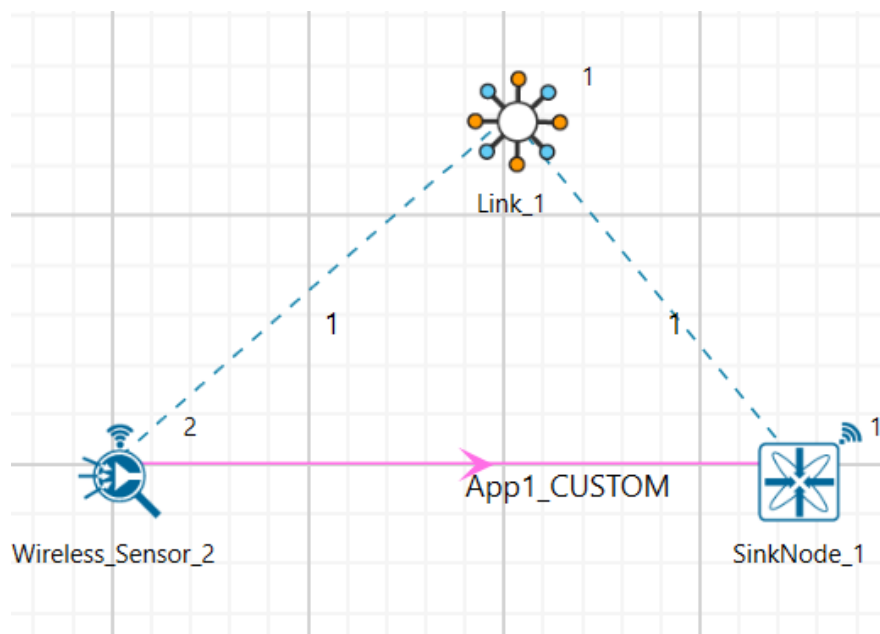 1
Link_1
1
1
2
1
App1_CUSTOM
Wireless_Sensor_2
SinkNode_1